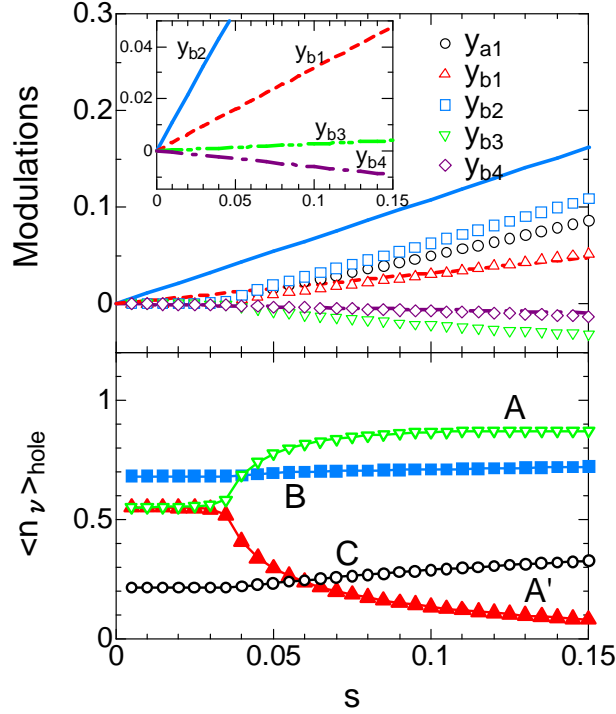 0.3
0.2
0.1
0
Modulations
0.04
0.02
0
0
0.05
0.1
0.15
y_b2
y_b1
y_b3
y_b4
y_a1
y_b1
y_b2
y_b3
y_b4
1
0.5
0
<n_ν>_hole
A
B
C
A'
0
0.05
0.1
0.15
s